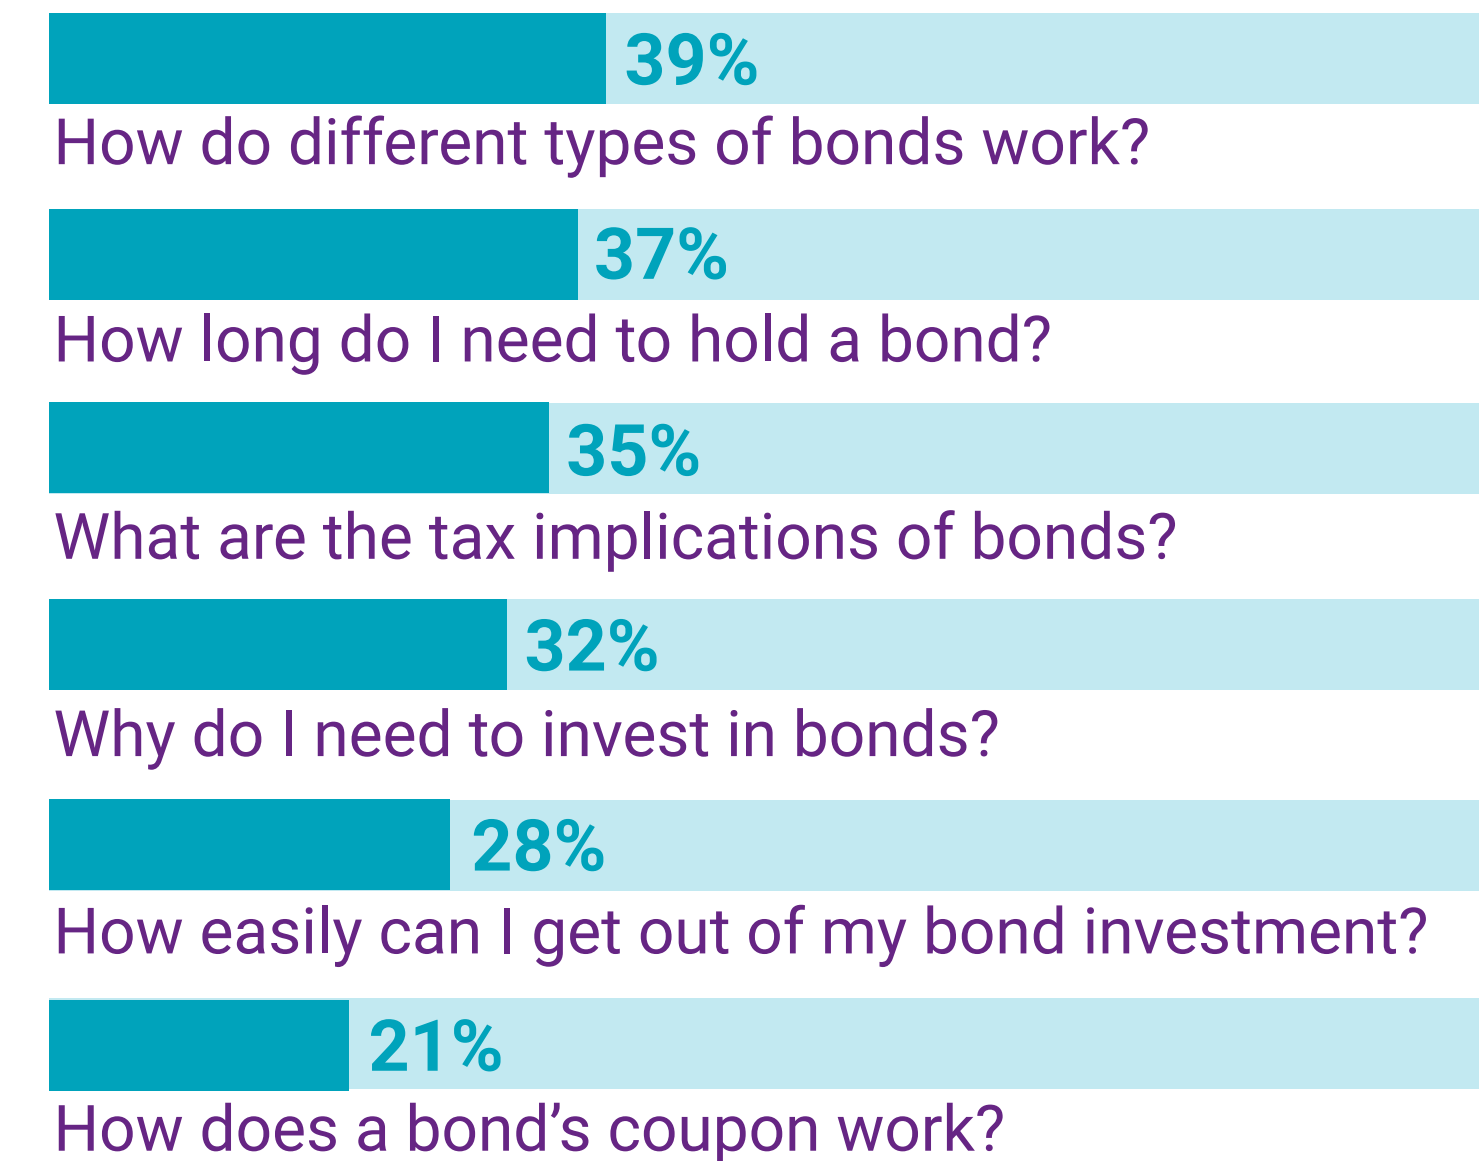 39%
How do different types of bonds work?
37%
How long do I need to hold a bond?
35%
What are the tax implications of bonds?
32%
Why do I need to invest in bonds?
28%
How easily can I get out of my bond investment?
21%
How does a bond’s coupon work?